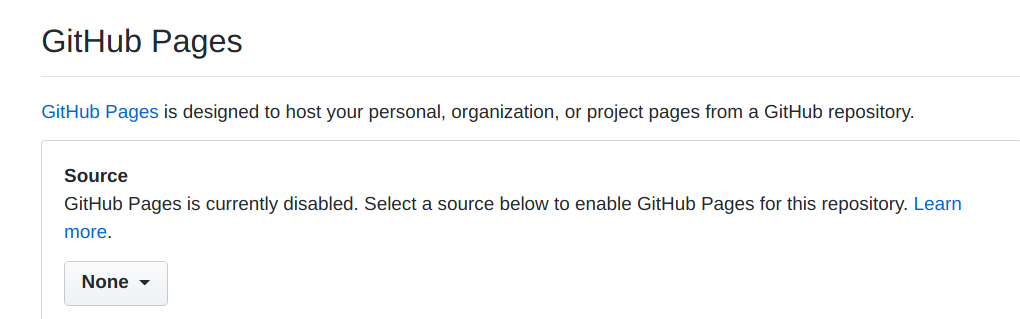 GitHub Pages
GitHub Pages is designed to host your personal, organization, or project pages from a GitHub repository.
Source
GitHub Pages is currently disabled. Select a source below to enable GitHub Pages for this repository. Learn
more.
None